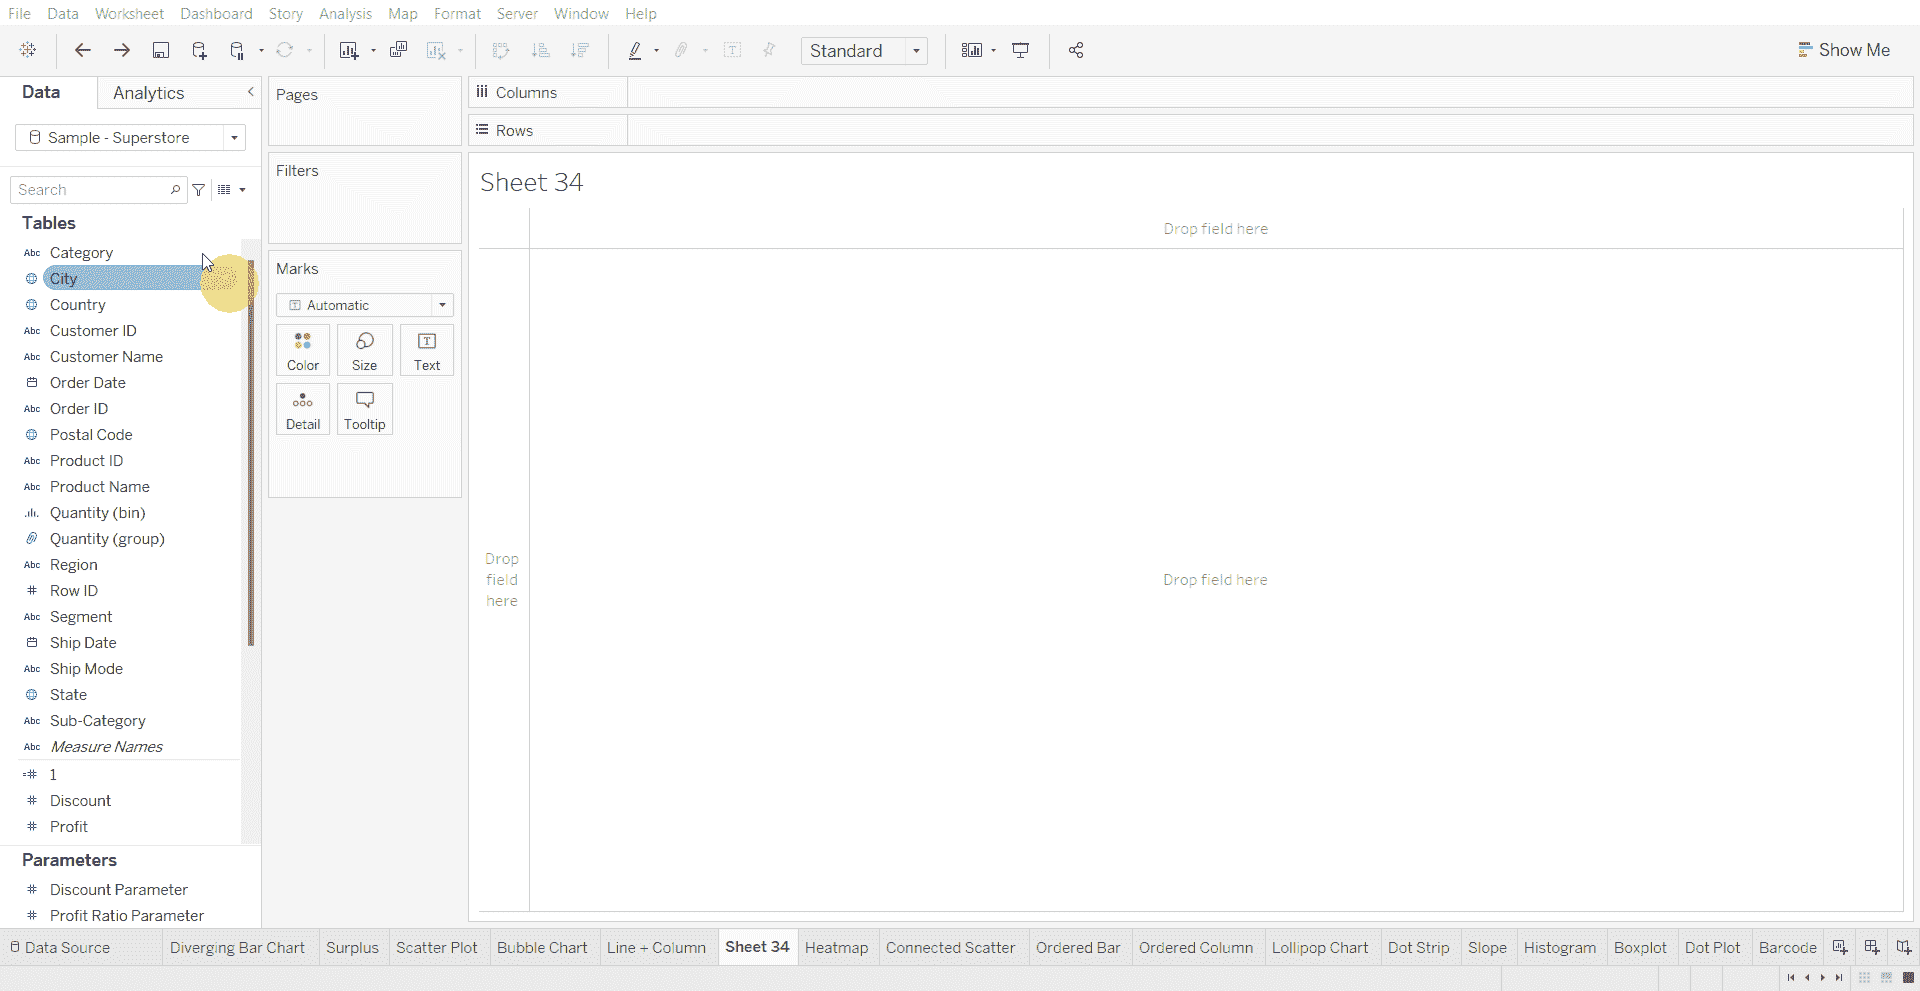 File Data Worksheet Dashboard Story Analysis Map Format Server Window Help
Standard
Show Me
Data Analytics
Sample - Superstore
Search
Tables
Abc Category
City
Country
Abc Customer ID
Abc Customer Name
Order Date
Abc Order ID
Postal Code
Abc Product ID
Abc Product Name
Quantity (bin)
Quantity (group)
Abc Region
# Row ID
Abc Segment
Ship Date
Abc Ship Mode
State
Abc Sub-Category
Abc Measure Names
=# 1
# Discount
# Profit
Parameters
# Discount Parameter
# Profit Ratio Parameter
Pages
Filters
Marks
Automatic
Color Size Text
Detail Tooltip
Columns
Rows
Sheet 34
Drop field here
Drop
field
here
Drop field here
Data Source Diverging Bar Chart Surplus Scatter Plot Bubble Chart Line + Column Sheet 34 Heatmap Connected Scatter Ordered Bar Ordered Column Lollipop Chart Dot Strip Slope Histogram Boxplot Dot Plot Barcode